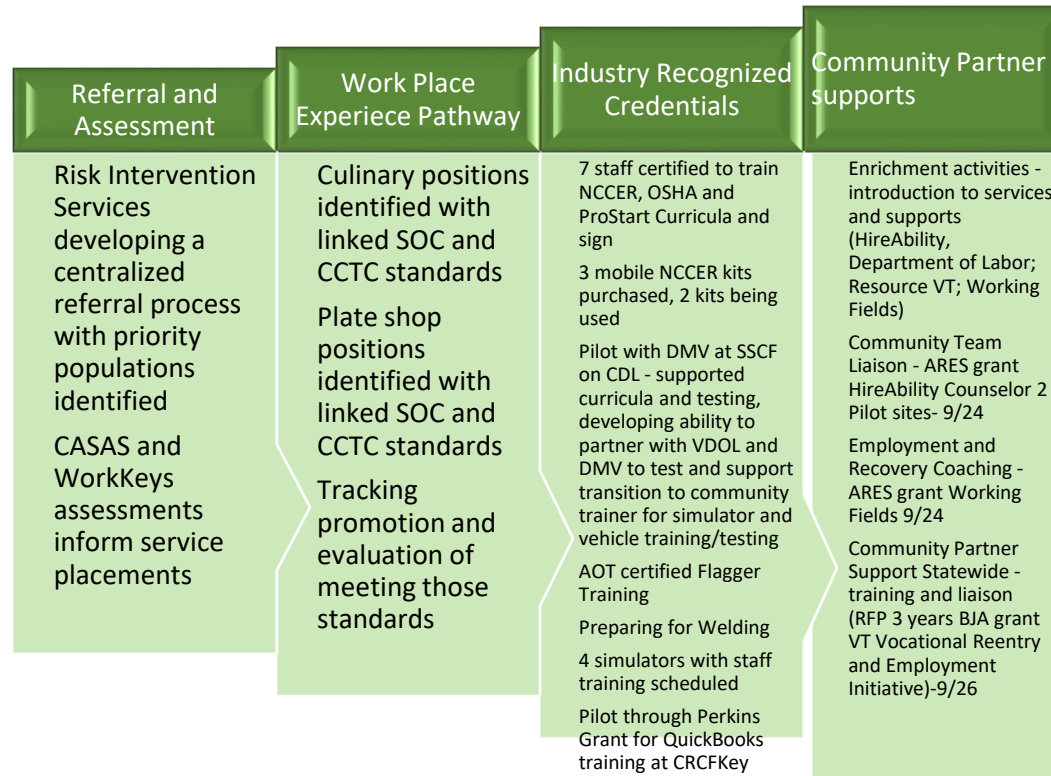 Referral and
Assessment
Risk Intervention
Services
developing a
centralized
referral process
with priority
populations
identified
CASAS and
WorkKeys
assessments
inform service
placements
Work Place
Experiece Pathway
Culinary positions
identified with
linked SOC and
CCTC standards
Plate shop
positions
identified with
linked SOC and
CCTC standards
Tracking
promotion and
evaluation of
meeting those
standards
Industry Recognized
Credentials
7 staff certified to train
NCCER, OSHA and
ProStart Curricula and
sign
3 mobile NCCER kits
purchased, 2 kits being
used
Pilot with DMV at SSCF
on CDL - supported
curricula and testing,
developing ability to
partner with VDOL and
DMV to test and support
transition to community
trainer for simulator and
vehicle training/testing
AOT certified Flagger
Training
Preparing for Welding
4 simulators with staff
training scheduled
Pilot through Perkins
Grant for QuickBooks
training at CRCFKey
Community Partner
supports
Enrichment activities -
introduction to services
and supports
(HireAbility,
Department of Labor;
Resource VT; Working
Fields)
Community Team
Liaison - ARES grant
HireAbility Counselor 2
Pilot sites- 9/24
Employment and
Recovery Coaching -
ARES grant Working
Fields 9/24
Community Partner
Support Statewide -
training and liaison
(RFP 3 years BJA grant
VT Vocational Reentry
and Employment
Initiative)-9/26